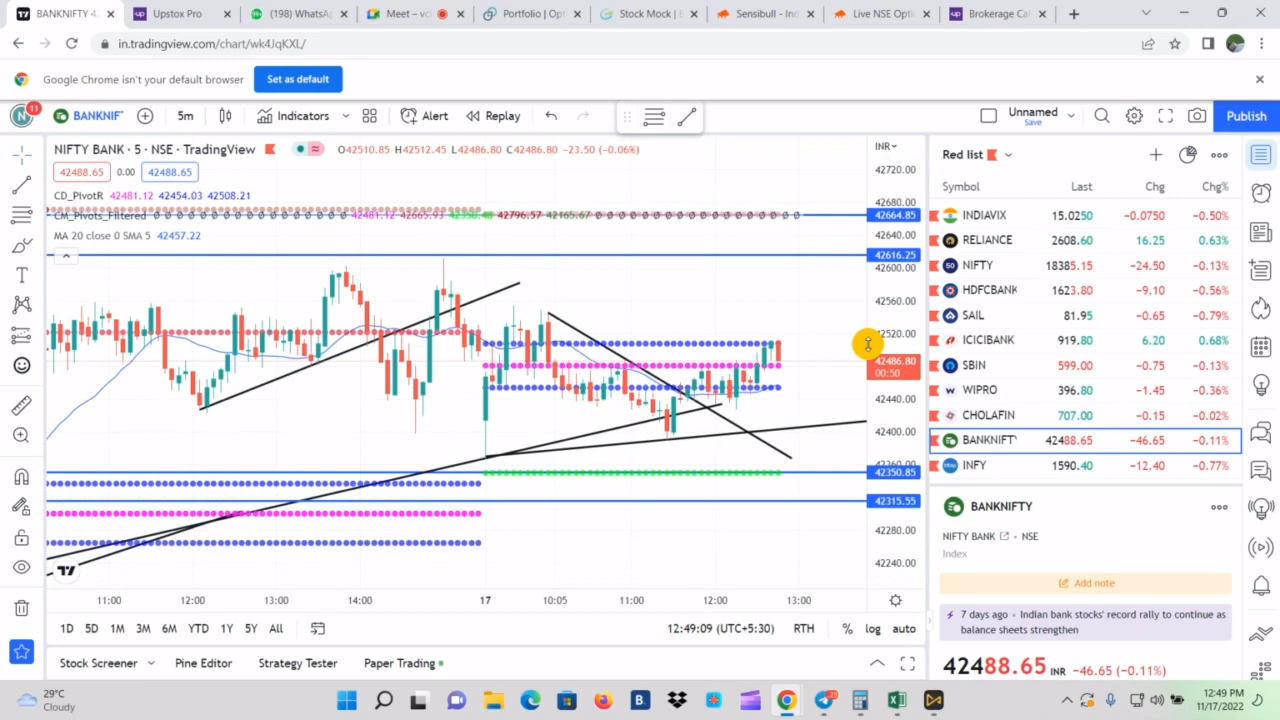 BANKNIFTY 42
Upstox Pro
(198) WhatsA
Meet – vc
Portfolio | Op
Stock Mock | B
Sensibull - In
Live NSE Opti
Brokerage Ca
in.tradingview.com/chart/wk4JqKXL/
Google Chrome isn't your default browser
Set as default
N 11
BANKNIF
5m
Indicators
Alert
Replay
Unnamed
Save
Publish
NIFTY BANK · 5 · NSE · TradingView
O42510.85 H42512.45 L42486.80 C42486.80 −23.50 (−0.06%)
42488.65 0.00 42488.65
CD_PivotR 42481.12 42454.03 42508.21
CM_Pivots_Filtered 42481.12 42665.93 42796.57 42165.67
MA 20 close 0 SMA 5 42457.22
INR
42720.00
42680.00
42664.85
42640.00
42616.25
42600.00
42560.00
42520.00
42486.80
00:50
42440.00
42400.00
42350.85
42315.55
42280.00
42240.00
11:00 12:00 13:00 14:00 17 10:05 11:00 12:00 13:00
1D 5D 1M 3M 6M YTD 1Y 5Y All
12:49:09 (UTC+5:30) RTH % log auto
Stock Screener
Pine Editor
Strategy Tester
Paper Trading
Red list
Symbol Last Chg Chg%
INDIAVIX 15.0250 −0.0750 −0.50%
RELIANCE 2608.60 16.25 0.63%
NIFTY 18385.15 −24.50 −0.13%
HDFCBANK 1623.80 −9.10 −0.56%
SAIL 81.95 −0.65 −0.79%
ICICIBANK 919.80 6.20 0.68%
SBIN 599.00 −0.75 −0.13%
WIPRO 396.80 −1.45 −0.36%
CHOLAFIN 707.00 −0.15 −0.02%
BANKNIFTY 42488.65 −46.65 −0.11%
INFY 1590.40 −12.40 −0.77%
BANKNIFTY
NIFTY BANK · NSE
Index
Add note
7 days ago · Indian bank stocks' record rally to continue as
balance sheets strengthen
42488.65 INR −46.65 (−0.11%)
29°C
Cloudy
12:49 PM
11/17/2022